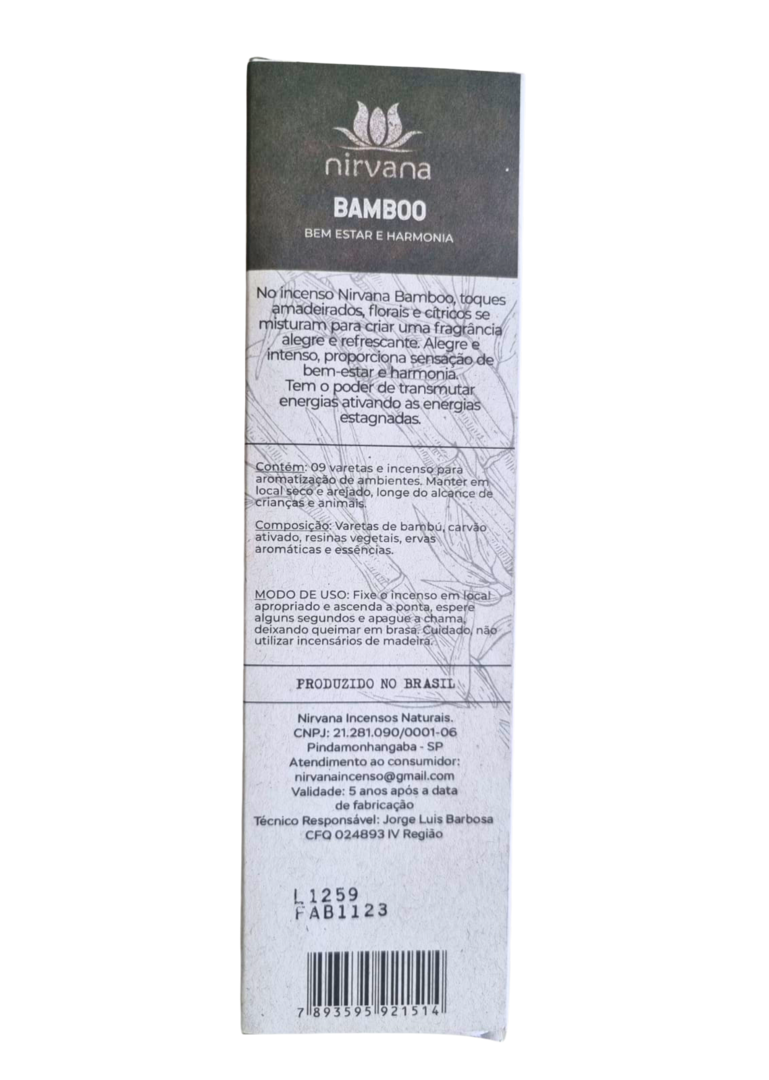 nirvana
BAMBOO
BEM ESTAR E HARMONIA
No incenso Nirvana Bamboo, toques
amadeirados, florais e cítricos se
misturam para criar uma fragrância
alegre e refrescante. Alegre e
intenso, proporciona sensação de
bem-estar e harmonia.
Tem o poder de transmutar
energias ativando as energias
estagnadas.
Contém: 09 varetas e incenso para
aromatização de ambientes. Manter em
local seco e arejado, longe do alcance de
crianças e animais.
Composição: Varetas de bambú, carvão
ativado, resinas vegetais, ervas
aromáticas e essências.
MODO DE USO: Fixe o incenso em local
apropriado e ascenda a ponta, espere
alguns segundos e apague a chama,
deixando queimar em brasa. Cuidado, não
utilizar incensários de madeira.
PRODUZIDO NO BRASIL
Nirvana Incensos Naturais.
CNPJ: 21.281.090/0001-06
Pindamonhangaba - SP
Atendimento ao consumidor:
nirvanaincenso@gmail.com
Validade: 5 anos após a data
de fabricação
Técnico Responsável: Jorge Luis Barbosa
CFQ 024893 IV Região
L1259
FAB1123
7 893595 921514